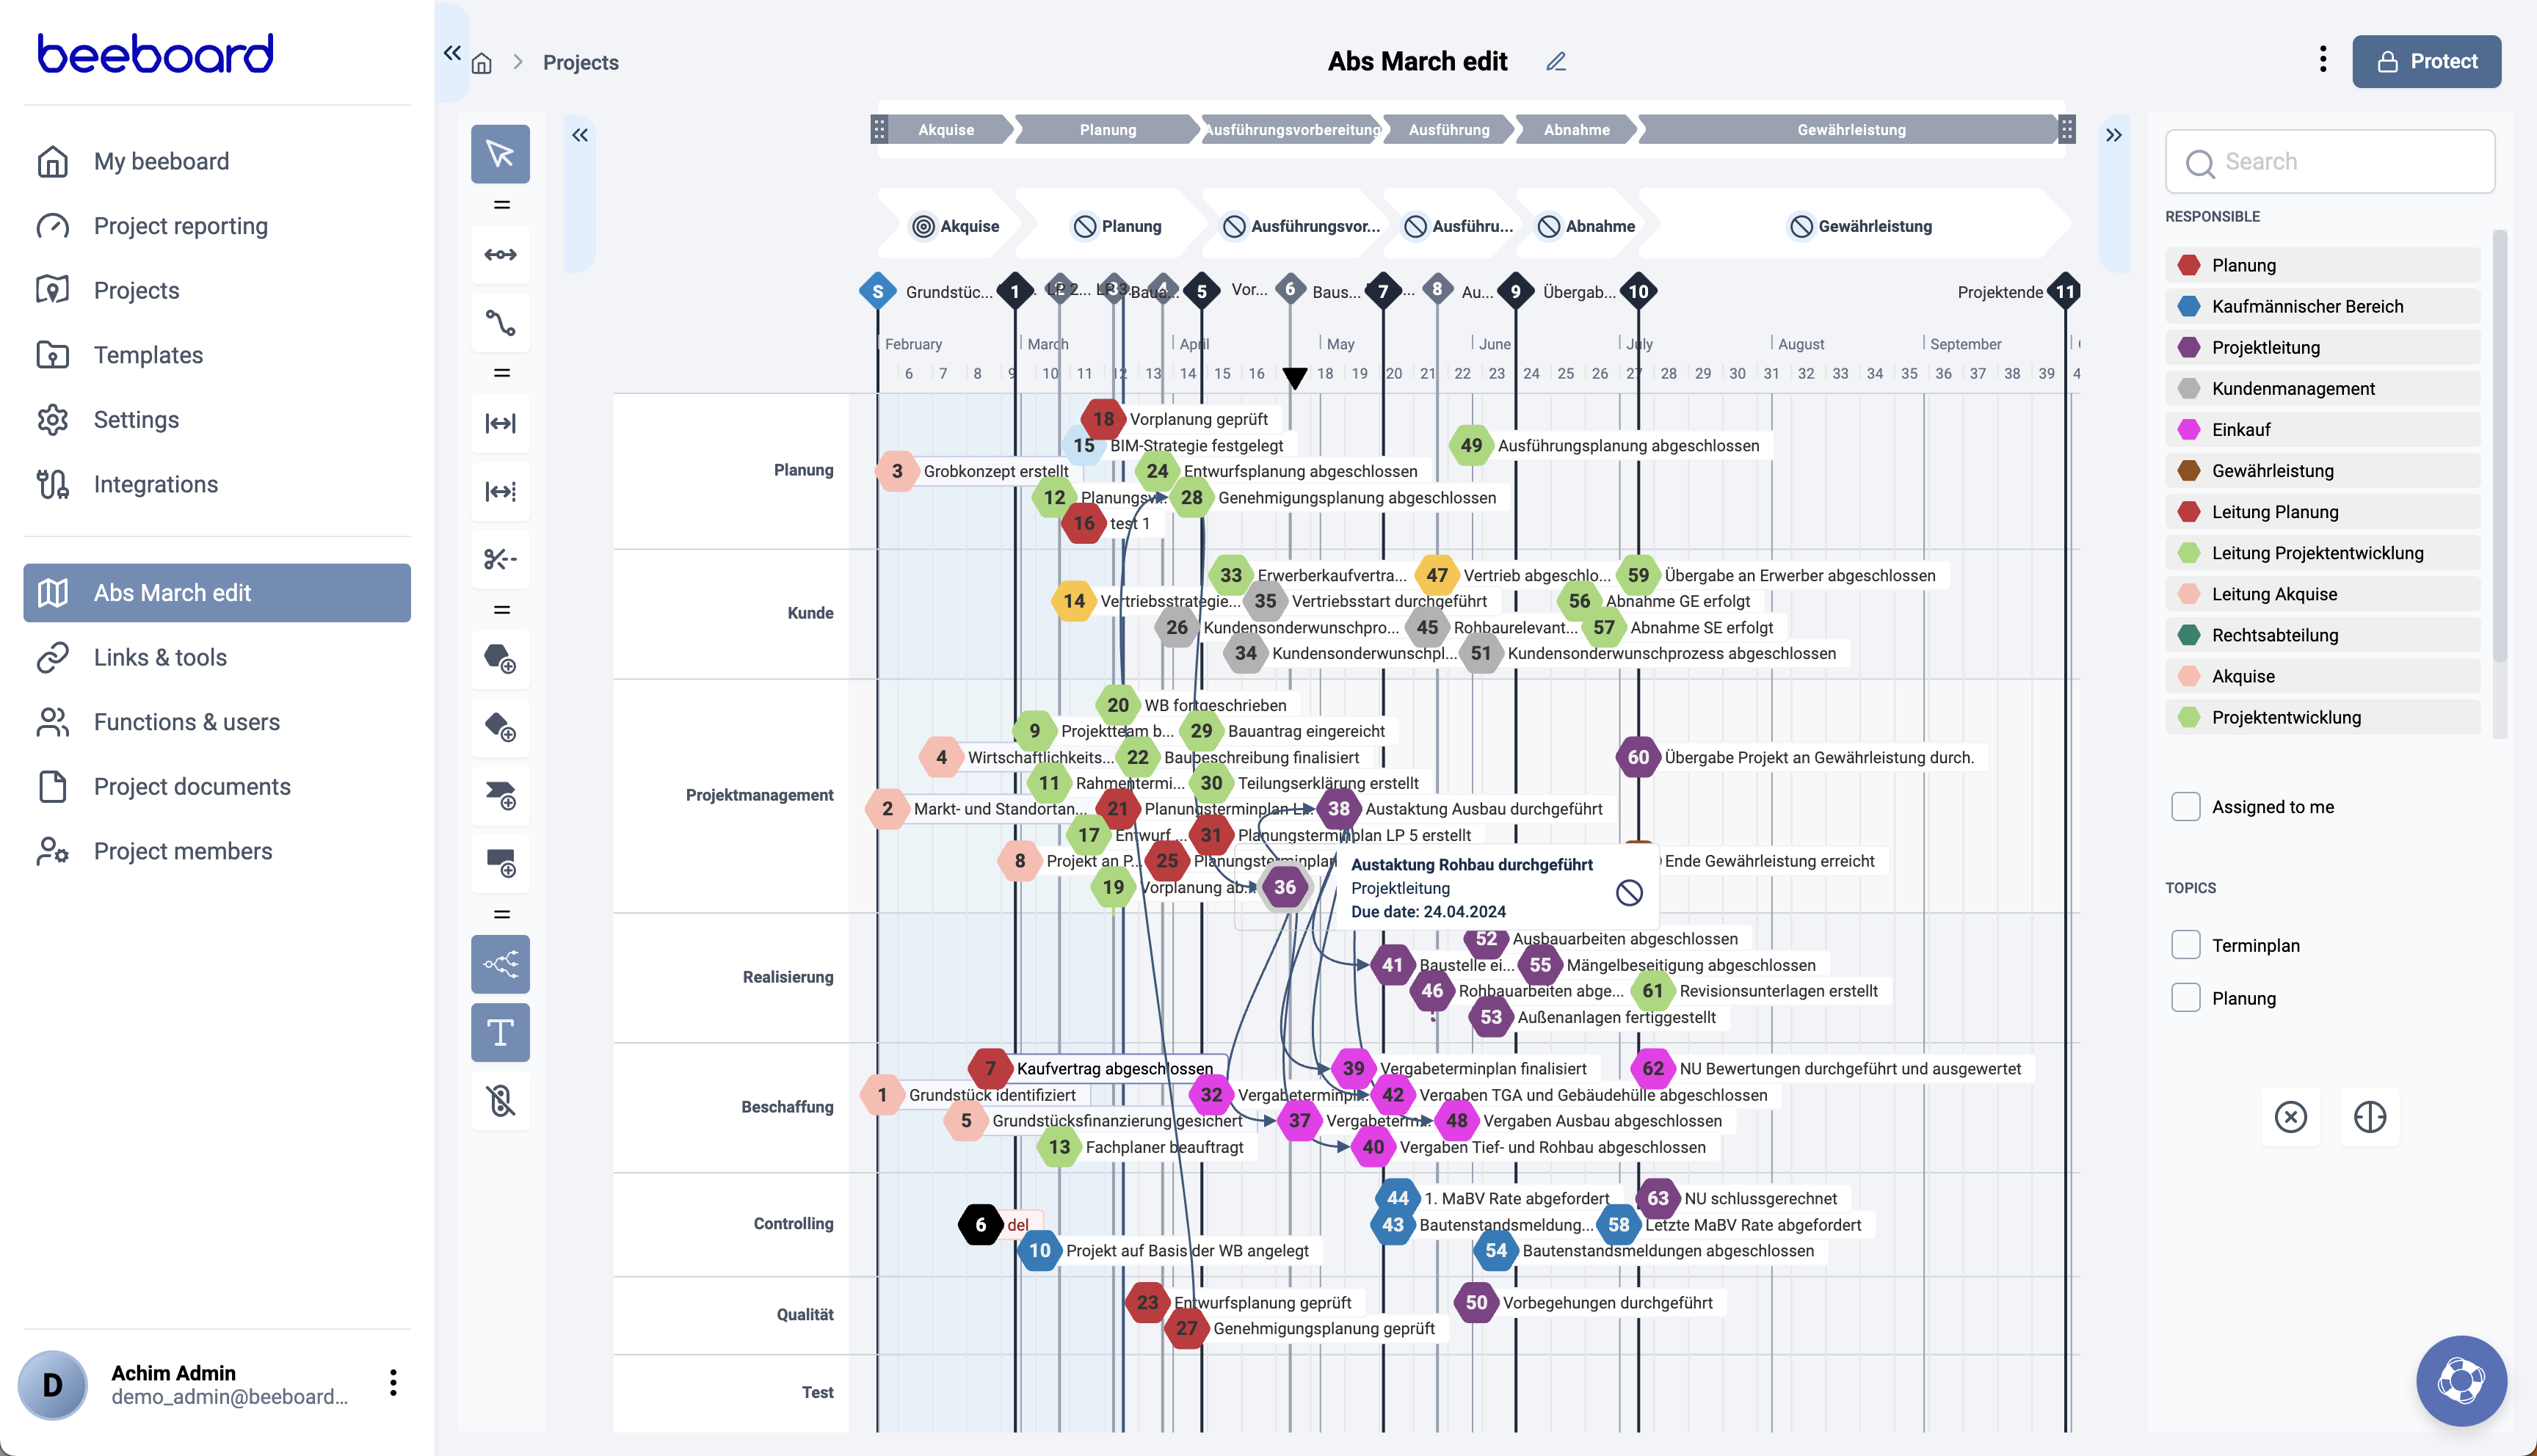 beeboard
My beeboard
Project reporting
Projects
Templates
Settings
Integrations
Abs March edit
Links & tools
Functions & users
Project documents
Project members
D
Achim Admin
demo_admin@beeboard...
Projects
Abs March edit
Protect
Akquise
Planung
Ausführungsvorbereitung
Ausführung
Abnahme
Gewährleistung
Akquise
Planung
Ausführungsvor...
Ausführu...
Abnahme
Gewährleistung
S Grundstüc... 1 2 3 Baua... 4 5 Vor... 6 Baus... 7 ... 8 Au... 9 Übergab... 10 Projektende 11
February March April May June July August September
6 7 8 9 10 11 12 13 14 15 16 18 19 20 21 22 23 24 25 26 27 28 29 30 31 32 33 34 35 36 37 38 39 4
Planung
18 Vorplanung geprüft
15 BIM-Strategie festgelegt
49 Ausführungsplanung abgeschlossen
3 Grobkonzept erstellt
24 Entwurfsplanung abgeschlossen
12
28 Genehmigungsplanung abgeschlossen
16 test 1
Kunde
33 Erwerberkaufvertra...
47 Vertrieb abgeschlo...
59 Übergabe an Erwerber abgeschlossen
14 Vertriebsstrategie...
35 Vertriebsstart durchgeführt
56 Abnahme GE erfolgt
26 Kundensonderwunschpro...
45 Rohbaurelevant...
57 Abnahme SE erfolgt
34 Kundensonderwunschpl...
51 Kundensonderwunschprozess abgeschlossen
Projektmanagement
20 WB fortgeschrieben
9 Projektteam b...
29 Bauantrag eingereicht
4 Wirtschaftlichkeits...
22 Baubeschreibung finalisiert
60 Übergabe Projekt an Gewährleistung durch.
11 Rahmentermi...
30 Teilungserklärung erstellt
2 Markt- und Standortan...
21 Planungsterminplan L...
38 Austaktung Ausbau durchgeführt
17 Entwurf...
31 Planungsterminplan LP 5 erstellt
8 Projekt an P...
25 Planungsterminplan
Ende Gewährleistung erreicht
19 Vorplanung ab...
36
Austaktung Rohbau durchgeführt
Projektleitung
Due date: 24.04.2024
Realisierung
52 Ausbauarbeiten abgeschlossen
41 Baustelle ei...
55 Mängelbeseitigung abgeschlossen
46 Rohbauarbeiten abge...
61 Revisionsunterlagen erstellt
53 Außenanlagen fertiggestellt
Beschaffung
7 Kaufvertrag abgeschlossen
39 Vergabeterminplan finalisiert
62 NU Bewertungen durchgeführt und ausgewertet
1 Grundstück identifiziert
32 Vergabeterminpl...
42 Vergaben TGA und Gebäudehülle abgeschlossen
5 Grundstücksfinanzierung gesichert
37 Vergabeterm...
48 Vergaben Ausbau abgeschlossen
13 Fachplaner beauftragt
40 Vergaben Tief- und Rohbau abgeschlossen
Controlling
44 1. MaBV Rate abgefordert
63 NU schlussgerechnet
6 del
43 Bautenstandsmeldung...
58 Letzte MaBV Rate abgefordert
10 Projekt auf Basis der WB angelegt
54 Bautenstandsmeldungen abgeschlossen
Qualität
23 Entwurfsplanung geprüft
50 Vorbegehungen durchgeführt
27 Genehmigungsplanung geprüft
Test
Search
RESPONSIBLE
Planung
Kaufmännischer Bereich
Projektleitung
Kundenmanagement
Einkauf
Gewährleistung
Leitung Planung
Leitung Projektentwicklung
Leitung Akquise
Rechtsabteilung
Akquise
Projektentwicklung
Assigned to me
TOPICS
Terminplan
Planung